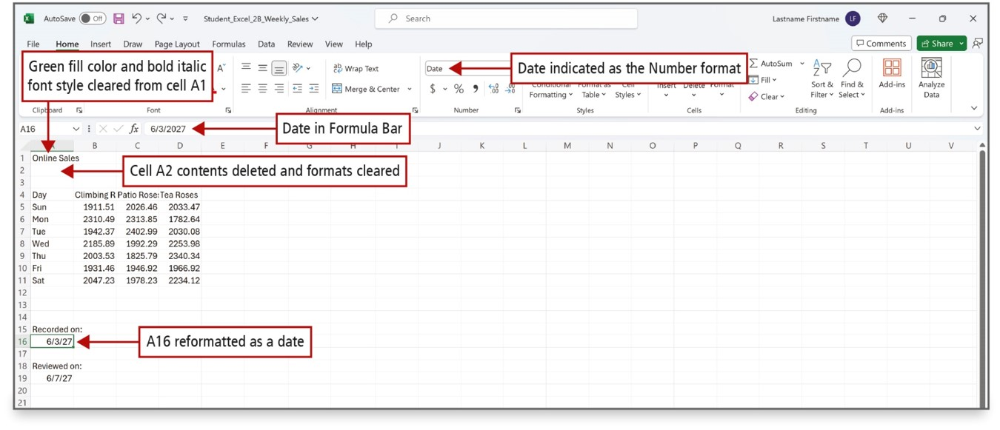 AutoSave Off Student_Excel_2B_Weekly_Sales Search Lastname Firstname LF
File Home Insert Draw Page Layout Formulas Data Review View Help Comments Share
Green fill color and bold italic
font style cleared from cell A1
Wrap Text
Merge & Center
Date
Date indicated as the Number format
$ % 9
Conditional
Formatting
Format as
Table
Cell
Styles
Insert Delete Format
AutoSum
Fill
Clear
Sort &
Filter
Find &
Select
Add-ins
Analyze
Data
Clipboard Font Alignment Number Styles Cells Editing Add-ins
A16 fx 6/3/2027
Date in Formula Bar
A B C D E F G H I J K L M N O P Q R S T U V
1 Online Sales
2
Cell A2 contents deleted and formats cleared
3
4 Day Climbing R Patio Rose: Tea Roses
5 Sun 1911.51 2026.46 2033.47
6 Mon 2310.49 2313.85 1782.64
7 Tue 1942.37 2402.99 2030.08
8 Wed 2185.89 1992.29 2253.98
9 Thu 2003.53 1825.79 2340.34
10 Fri 1931.46 1946.92 1966.92
11 Sat 2047.23 1978.23 2234.12
12
13
14
15 Recorded on:
16 6/3/27
A16 reformatted as a date
17
18 Reviewed on:
19 6/7/27
20
21